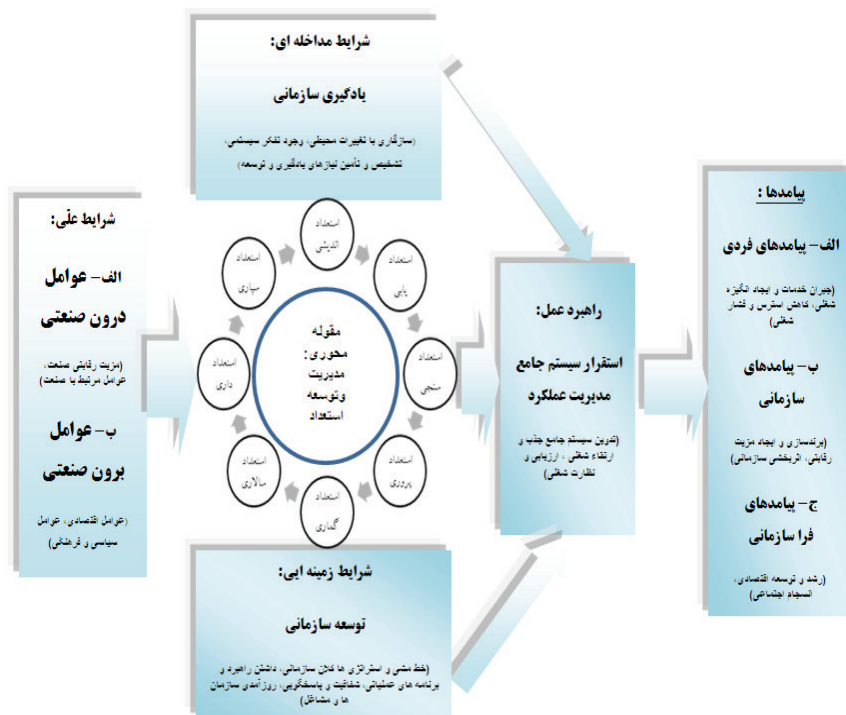 شرایط مداخله ای:
یادگیری سازمانی
(سازگاری با تغییرات محیطی، وجود تفکر سیستمی،
تشخیص و تأمین نیازهای یادگیری و توسعه)
پیامدها :
الف- پیامدهای فردی
(جبران خدمات و ایجاد انگیزه
شغلی، کاهش استرس و فشار
شغلی)
ب- پیامدهای
سازمانی
(برندسازی و ایجاد مزیت
رقابتی، اثربخشی سازمانی)
ج- پیامدهای
فرا سازمانی
(رشد و توسعه اقتصادی،
انسجام اجتماعی)
راهبرد عمل:
استقرار سیستم جامع
مدیریت عملکرد
(تدوین سیستم جامع جذب و
ارتقاء شغلی ، ارزیابی و
نظارت شغلی)
استعداد
اندیشی
استعداد
یابی
استعداد
سنجی
استعداد
پروری
استعداد
گماری
استعداد
سالاری
استعداد
داری
استعداد
سپاری
مقوله
محوری:
مدیریت
وتوسعه
استعداد
شرایط علّی:
الف- عوامل
درون صنعتی
(مزیت رقابتی صنعت،
عوامل مرتبط با صنعت)
ب- عوامل
برون صنعتی
(عوامل اقتصادی، عوامل
سیاسی و فرهنگی)
شرایط زمینه ایی:
توسعه سازمانی
(خط مشی و استراتژی ها کلان سازمانی، داشتن راهبرد و
برنامه های عملیاتی، شفافیت و پاسخگویی، روزآمدی سازمان
ها و مشاغل)